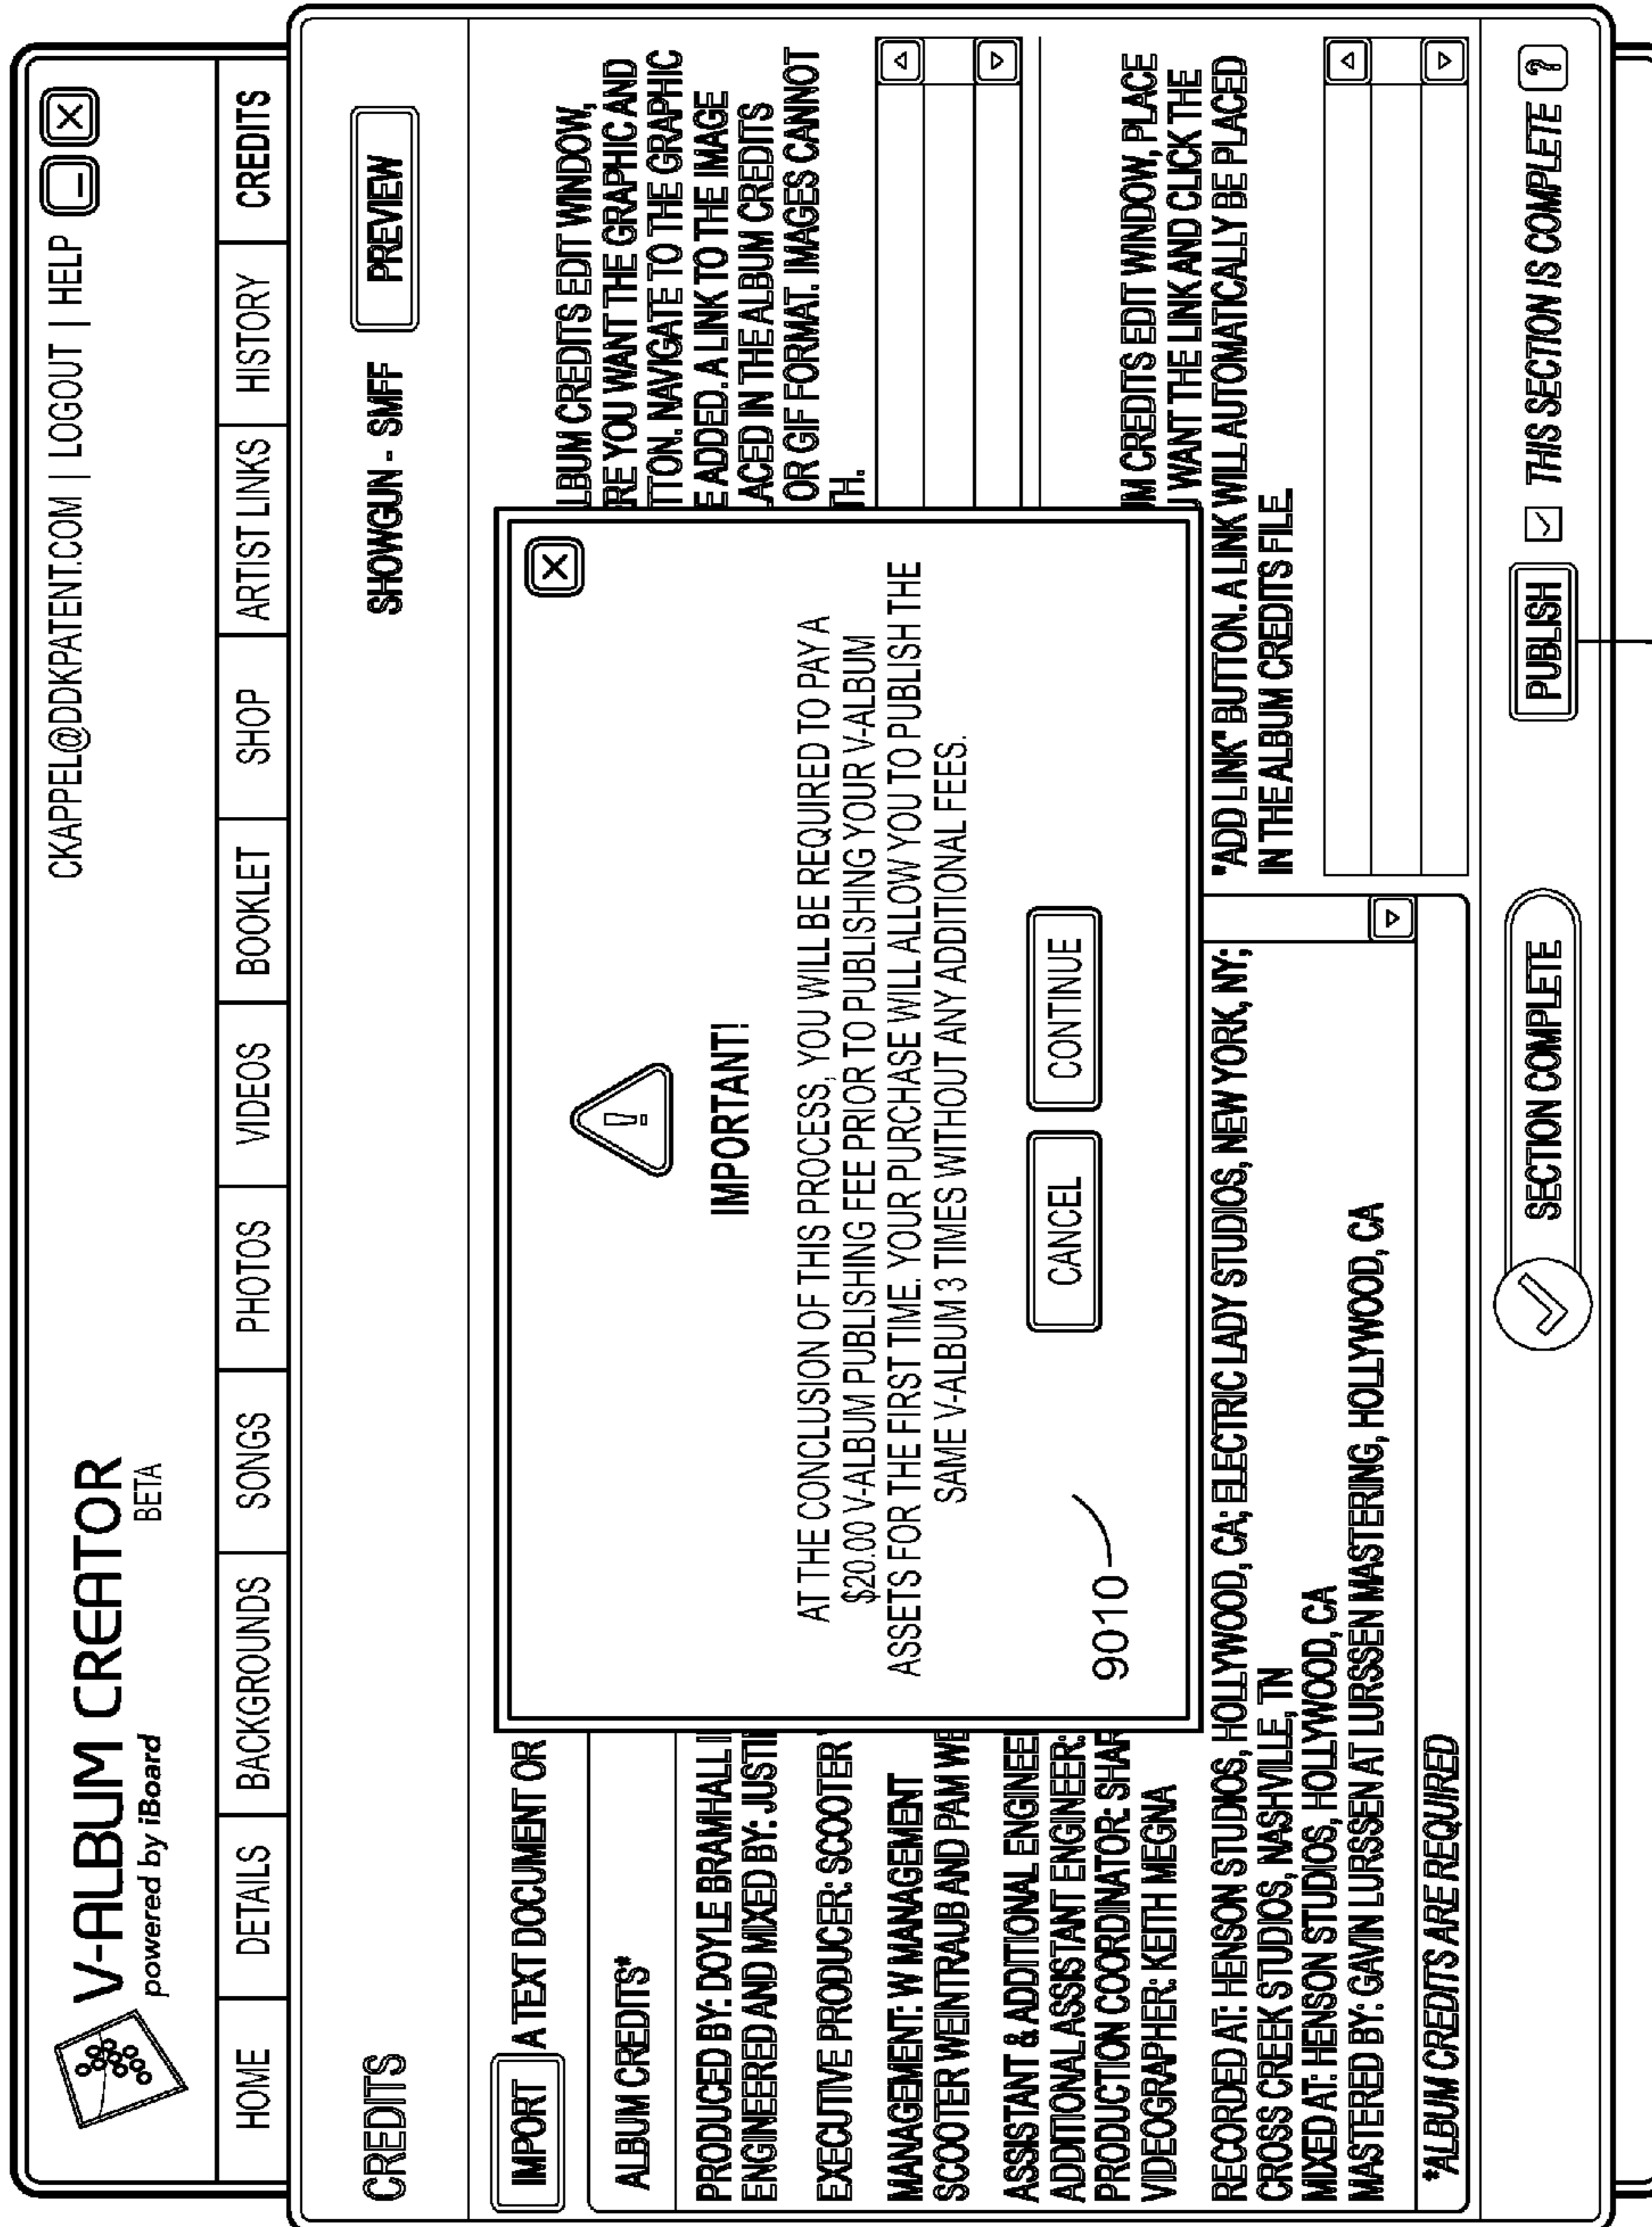 V-ALBUM CREATOR
powered by iBoard
BETA
CKAPPEL@DDKPATENT.COM | LOGOUT | HELP
HOME DETAILS BACKGROUNDS SONGS PHOTOS VIDEOS BOOKLET SHOP ARTIST LINKS HISTORY CREDITS
CREDITS
SHOWGUN - SMFF PREVIEW
IMPORT A TEXT DOCUMENT OR
ALBUM CREDITS*
PRODUCED BY: DOYLE BRAMHALL
ENGINEERED AND MIXED BY: JUSTI
EXECUTIVE PRODUCER: SCOOTER
MANAGEMENT: W MANAGEMENT
SCOOTER WEINTRAUB AND PAM WE
ASSISTANT & ADDITIONAL ENGINEE
ADDITIONAL ASSISTANT ENGINEER:
PRODUCTION COORDINATOR: SHAR
VIDEOGRAPHER: KEITH MEGNA
RECORDED AT: HENSON STUDIOS, HOLLYWOOD, CA; ELECTRIC LADY STUDIOS, NEW YORK, NY;
CROSS CREEK STUDIOS, NASHVILLE, TN
MIXED AT: HENSON STUDIOS, HOLLYWOOD, CA
MASTERED BY: GAVIN LURSSEN AT LURSSEN MASTERING, HOLLYWOOD, CA
*ALBUM CREDITS ARE REQUIRED
IMPORTANT!
AT THE CONCLUSION OF THIS PROCESS, YOU WILL BE REQUIRED TO PAY A
$20.00 V-ALBUM PUBLISHING FEE PRIOR TO PUBLISHING YOUR V-ALBUM
ASSETS FOR THE FIRST TIME. YOUR PURCHASE WILL ALLOW YOU TO PUBLISH THE
SAME V-ALBUM 3 TIMES WITHOUT ANY ADDITIONAL FEES.
CANCEL CONTINUE
9010
LBUM CREDITS EDIT WINDOW,
RE YOU WANT THE GRAPHIC AND
TTON. NAVIGATE TO THE GRAPHIC
E ADDED. A LINK TO THE IMAGE
ACED IN THE ALBUM CREDITS
OR GIF FORMAT. IMAGES CANNOT
TH.
UM CREDITS EDIT WINDOW, PLACE
U WANT THE LINK AND CLICK THE
"ADD LINK" BUTTON. A LINK WILL AUTOMATICALLY BE PLACED
IN THE ALBUM CREDITS FILE.
SECTION COMPLETE PUBLISH THIS SECTION IS COMPLETE ?